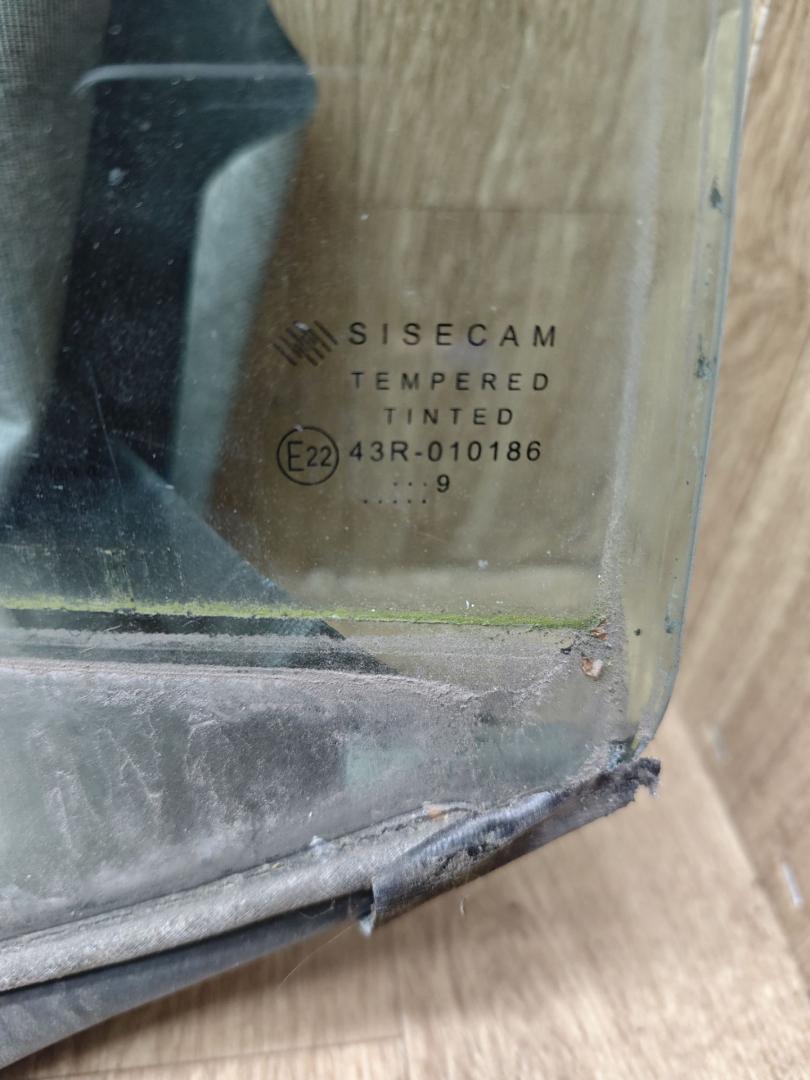 SISECAM
TEMPERED
TINTED
E22 43R-010186
...9
.....